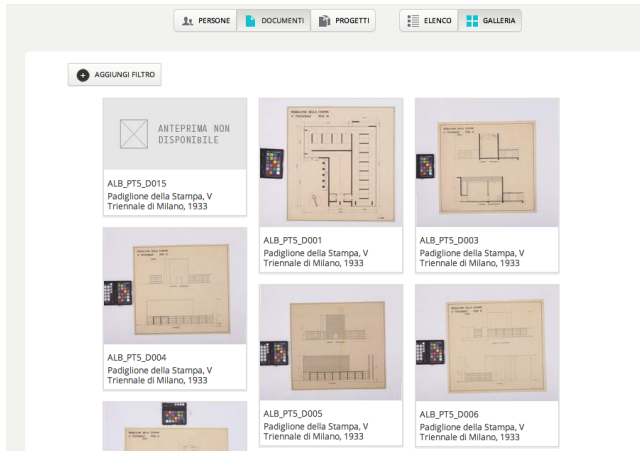 PERSONE
DOCUMENTI
PROGETTI
ELENCO
GALLERIA
AGGIUNGI FILTRO
ANTEPRIMA NON
DISPONIBILE
ALB_PT5_D015
Padiglione della Stampa, V
Triennale di Milano, 1933
ALB_PT5_D001
Padiglione della Stampa, V
Triennale di Milano, 1933
ALB_PT5_D003
Padiglione della Stampa, V
Triennale di Milano, 1933
ALB_PT5_D004
Padiglione della Stampa, V
Triennale di Milano, 1933
ALB_PT5_D005
Padiglione della Stampa, V
Triennale di Milano, 1933
ALB_PT5_D006
Padiglione della Stampa, V
Triennale di Milano, 1933